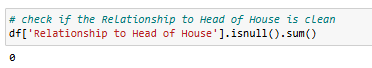 # check if the Relationship to Head of House is clean
df['Relationship to Head of House'].isnull().sum()
0